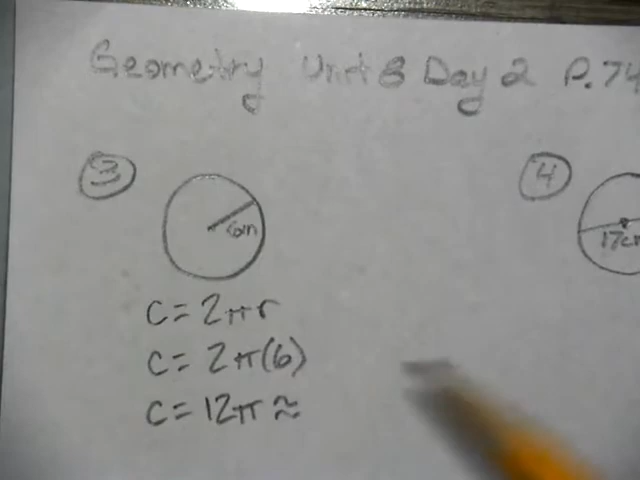 Geometry Unit 8 Day 2 P.74
3
6in
C = 2πr
C = 2π(6)
C = 12π ≈
4
17cm